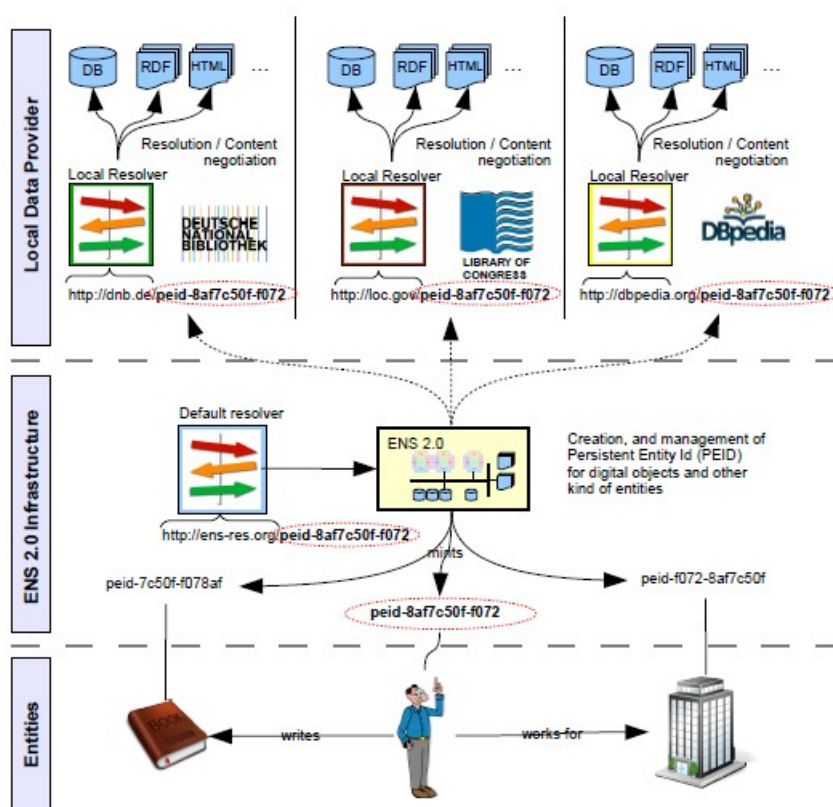 Local Data Provider
DB
RDF
HTML
...
Resolution / Content
negotiation
Local Resolver
DEUTSCHE
NATIONAL
BIBLIOTHEK
http://dnb.de/peid-8af7c50f-f072
DB
RDF
HTML
...
Resolution / Content
negotiation
Local Resolver
LIBRARY OF
CONGRESS
http://loc.gov/peid-8af7c50f-f072
DB
RDF
HTML
...
Resolution / Content
negotiation
Local Resolver
DBpedia
http://dbpedia.org/peid-8af7c50f-f072
ENS 2.0 Infrastructure
Default resolver
ENS 2.0
Creation, and management of
Persistent Entity Id (PEID)
for digital objects and other
kind of entities
http://ens-res.org/peid-8af7c50f-f072
mints
peid-7c50f-f078af
peid-8af7c50f-f072
peid-f072-8af7c50f
Entities
Book
writes
works for